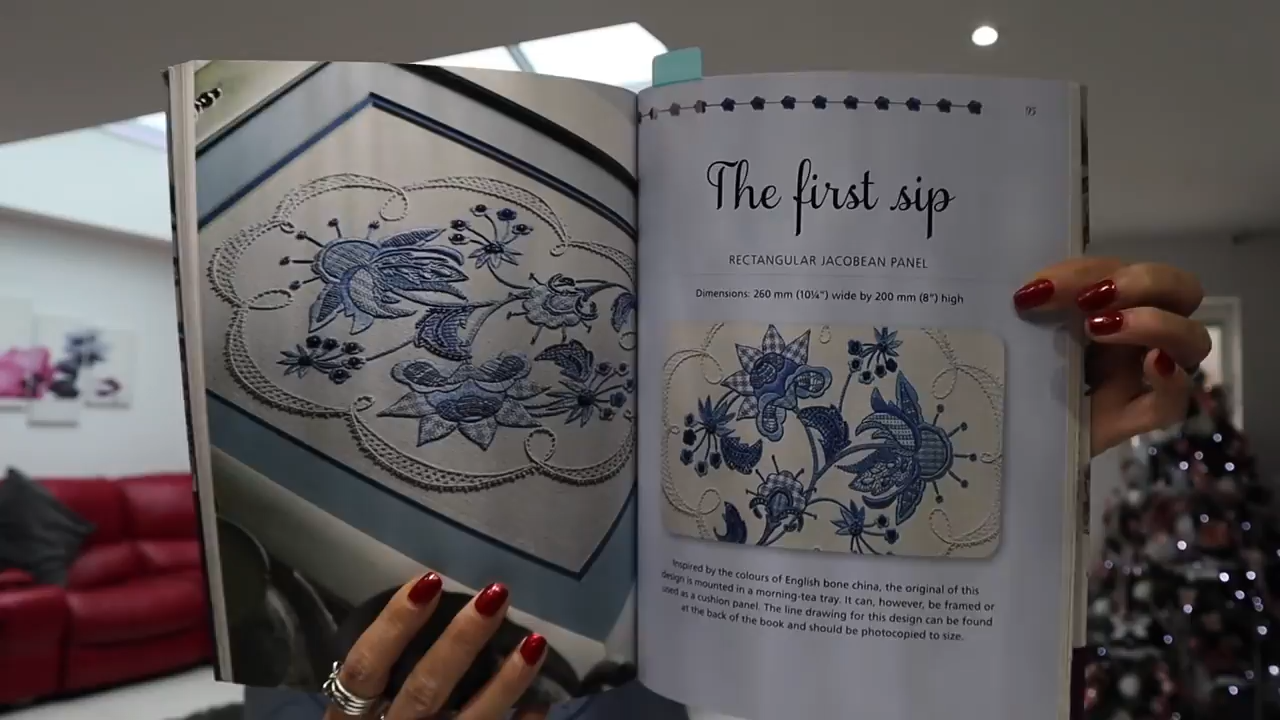 95
The first sip
RECTANGULAR JACOBEAN PANEL
Dimensions: 260 mm (10¼") wide by 200 mm (8") high
Inspired by the colours of English bone china, the original of this
design is mounted in a morning-tea tray. It can, however, be framed or
used as a cushion panel. The line drawing for this design can be found
at the back of the book and should be photocopied to size.